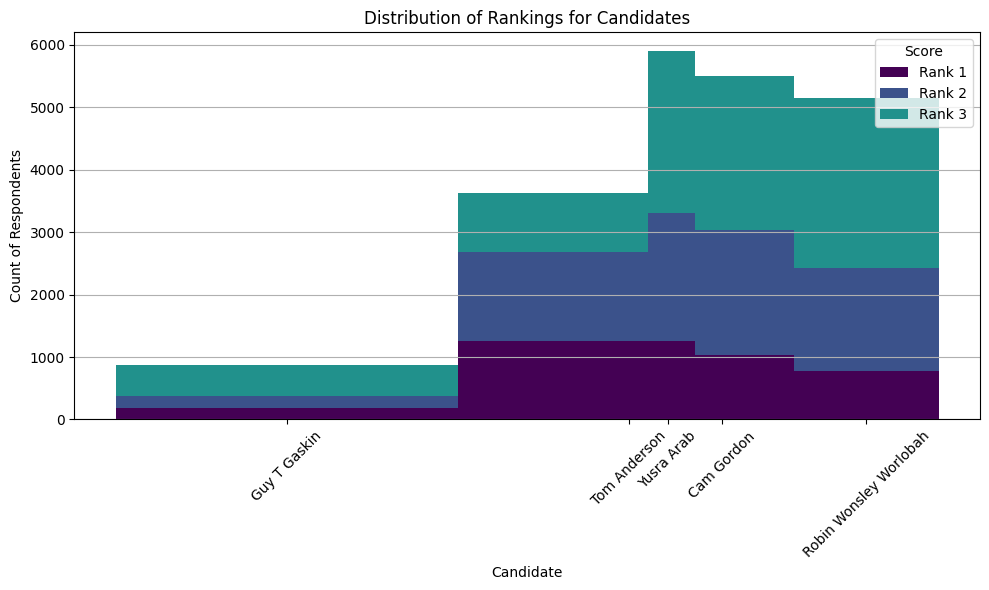 Distribution of Rankings for Candidates
Count of Respondents
6000
5000
4000
3000
2000
1000
0
Score
Rank 1
Rank 2
Rank 3
Guy T Gaskin
Tom Anderson
Yusra Arab
Cam Gordon
Robin Wonsley Worlobah
Candidate